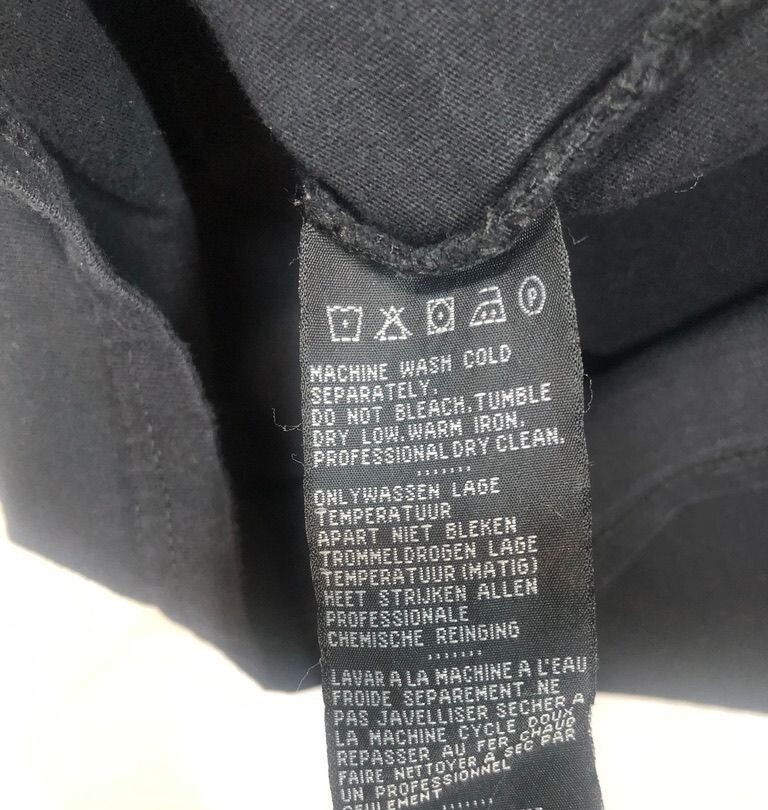 MACHINE WASH COLD
SEPARATELY.
DO NOT BLEACH.TUMBLE
DRY LOW.WARM IRON.
PROFESSIONAL DRY CLEAN.
.......
ONLYWASSEN LAGE
TEMPERATUUR
APART NIET BLEKEN
TROMMELDROGEN LAGE
TEMPERATUUR(MATIG)
HEET STRIJKEN ALLEN
PROFESSIONALE
CHEMISCHE REINGING
.......
LAVAR A LA MACHINE A L'EAU
FROIDE SEPAREMENT NE
PAS JAVELLISER SECHER A
LA MACHINE CYCLE DOUX
REPASSER AU FER CHAUD
FAIRE NETTOYER A SEC PAR
UN PROFESSIONNEL
SEULEMENT
.......